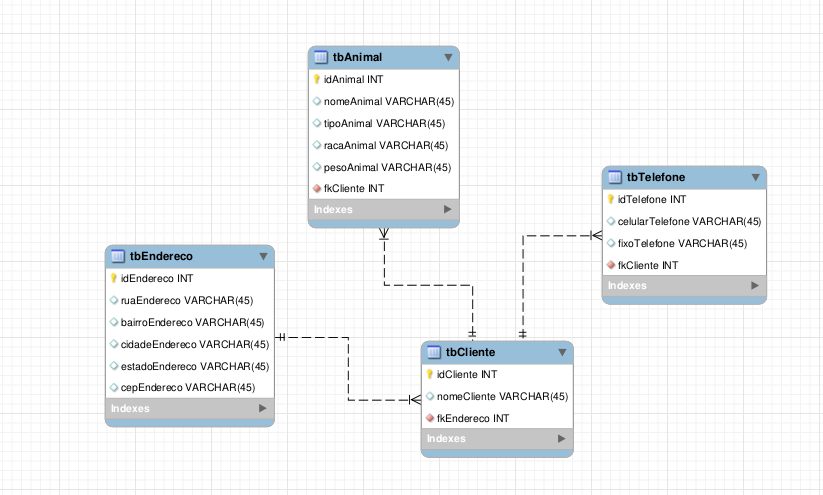 tbAnimal
idAnimal INT
nomeAnimal VARCHAR(45)
tipoAnimal VARCHAR(45)
racaAnimal VARCHAR(45)
pesoAnimal VARCHAR(45)
fkCliente INT
Indexes
tbTelefone
idTelefone INT
celularTelefone VARCHAR(45)
fixoTelefone VARCHAR(45)
fkCliente INT
Indexes
tbEndereco
idEndereco INT
ruaEndereco VARCHAR(45)
bairroEndereco VARCHAR(45)
cidadeEndereco VARCHAR(45)
estadoEndereco VARCHAR(45)
cepEndereco VARCHAR(45)
Indexes
tbCliente
idCliente INT
nomeCliente VARCHAR(45)
fkEndereco INT
Indexes